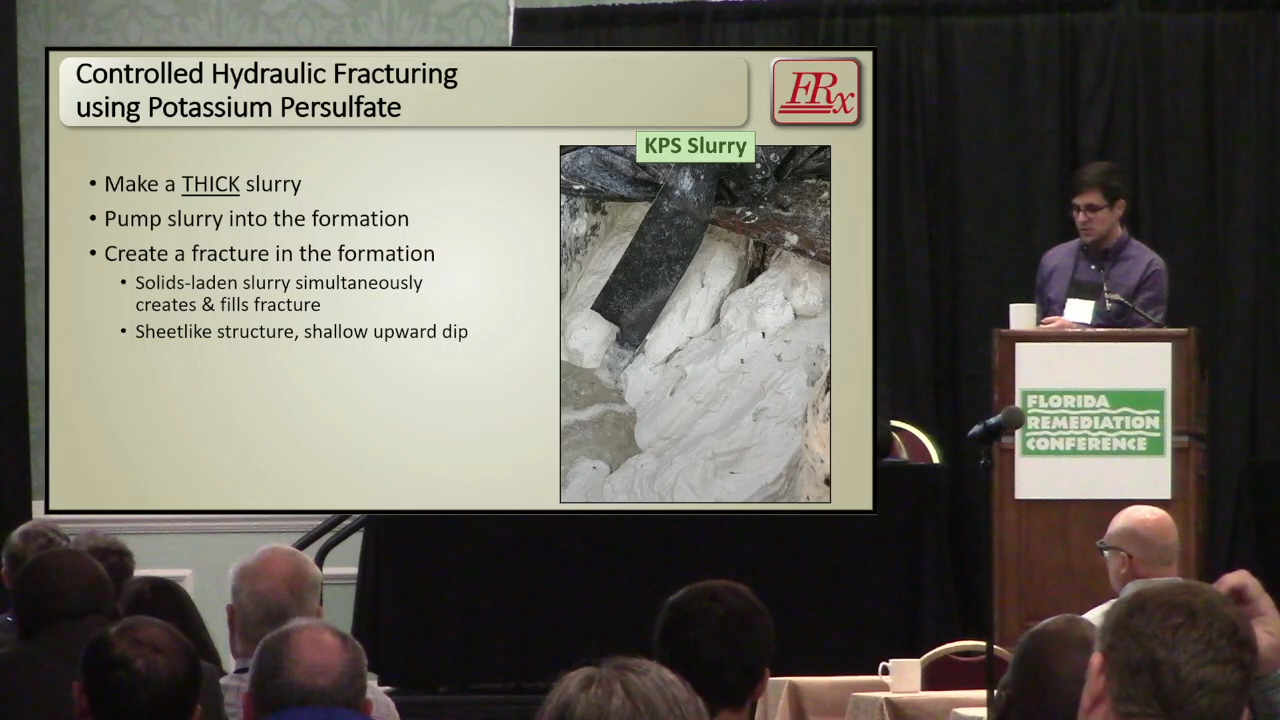 Controlled Hydraulic Fracturing
using Potassium Persulfate
FRx
KPS Slurry
• Make a THICK slurry
• Pump slurry into the formation
• Create a fracture in the formation
• Solids-laden slurry simultaneously
creates & fills fracture
• Sheetlike structure, shallow upward dip
FLORIDA
REMEDIATION
CONFERENCE